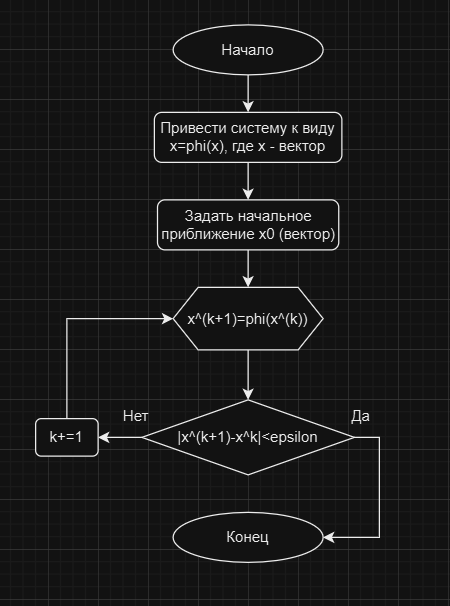 Начало
Привести систему к виду
x=phi(x), где x - вектор
Задать начальное
приближение x0 (вектор)
x^(k+1)=phi(x^(k))
Нет
Да
k+=1
|x^(k+1)-x^k|<epsilon
Конец